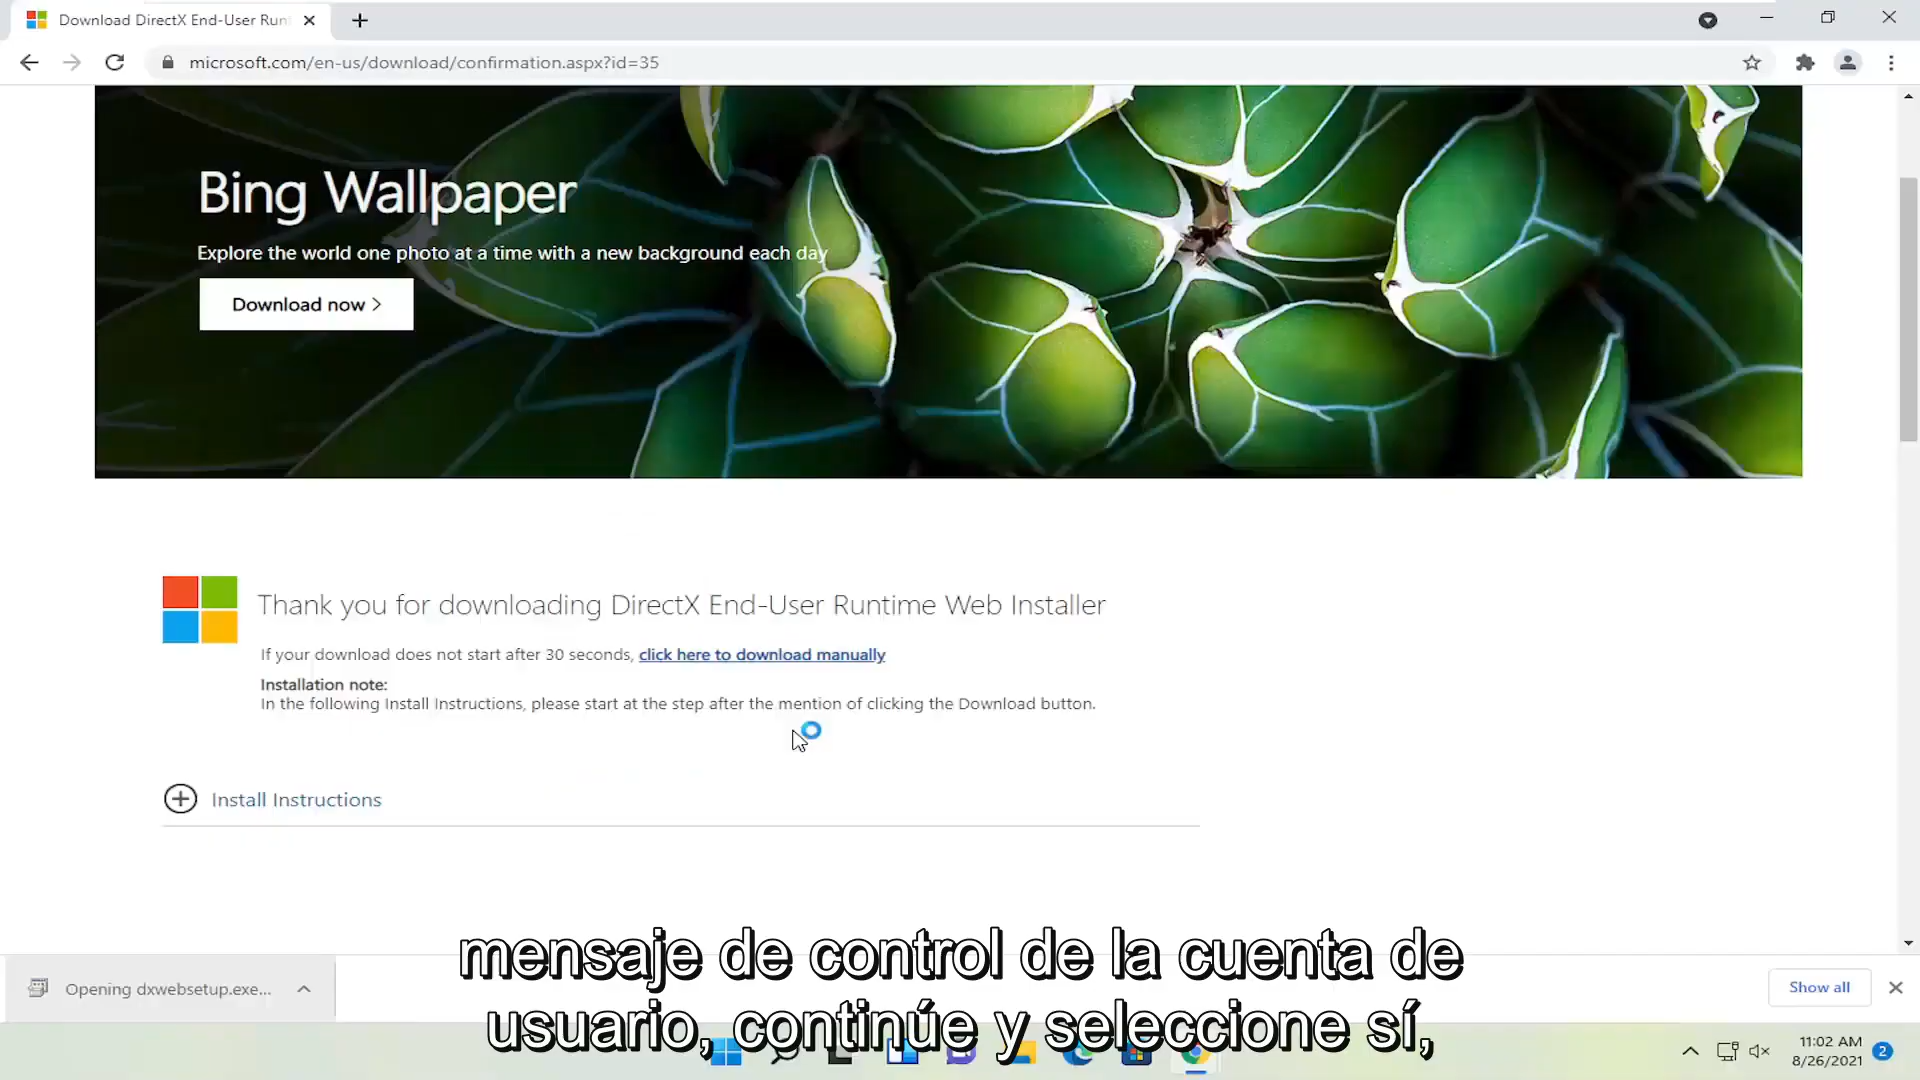 Download DirectX End-User Runt
microsoft.com/en-us/download/confirmation.aspx?id=35
Bing Wallpaper
Explore the world one photo at a time with a new background each day
Download now >
Thank you for downloading DirectX End-User Runtime Web Installer
If your download does not start after 30 seconds, click here to download manually
Installation note:
In the following Install Instructions, please start at the step after the mention of clicking the Download button.
Install Instructions
mensaje de control de la cuenta de
usuario, continúe y seleccione sí,
Opening dxwebsetup.exe...
Show all
11:02 AM
8/26/2021
2